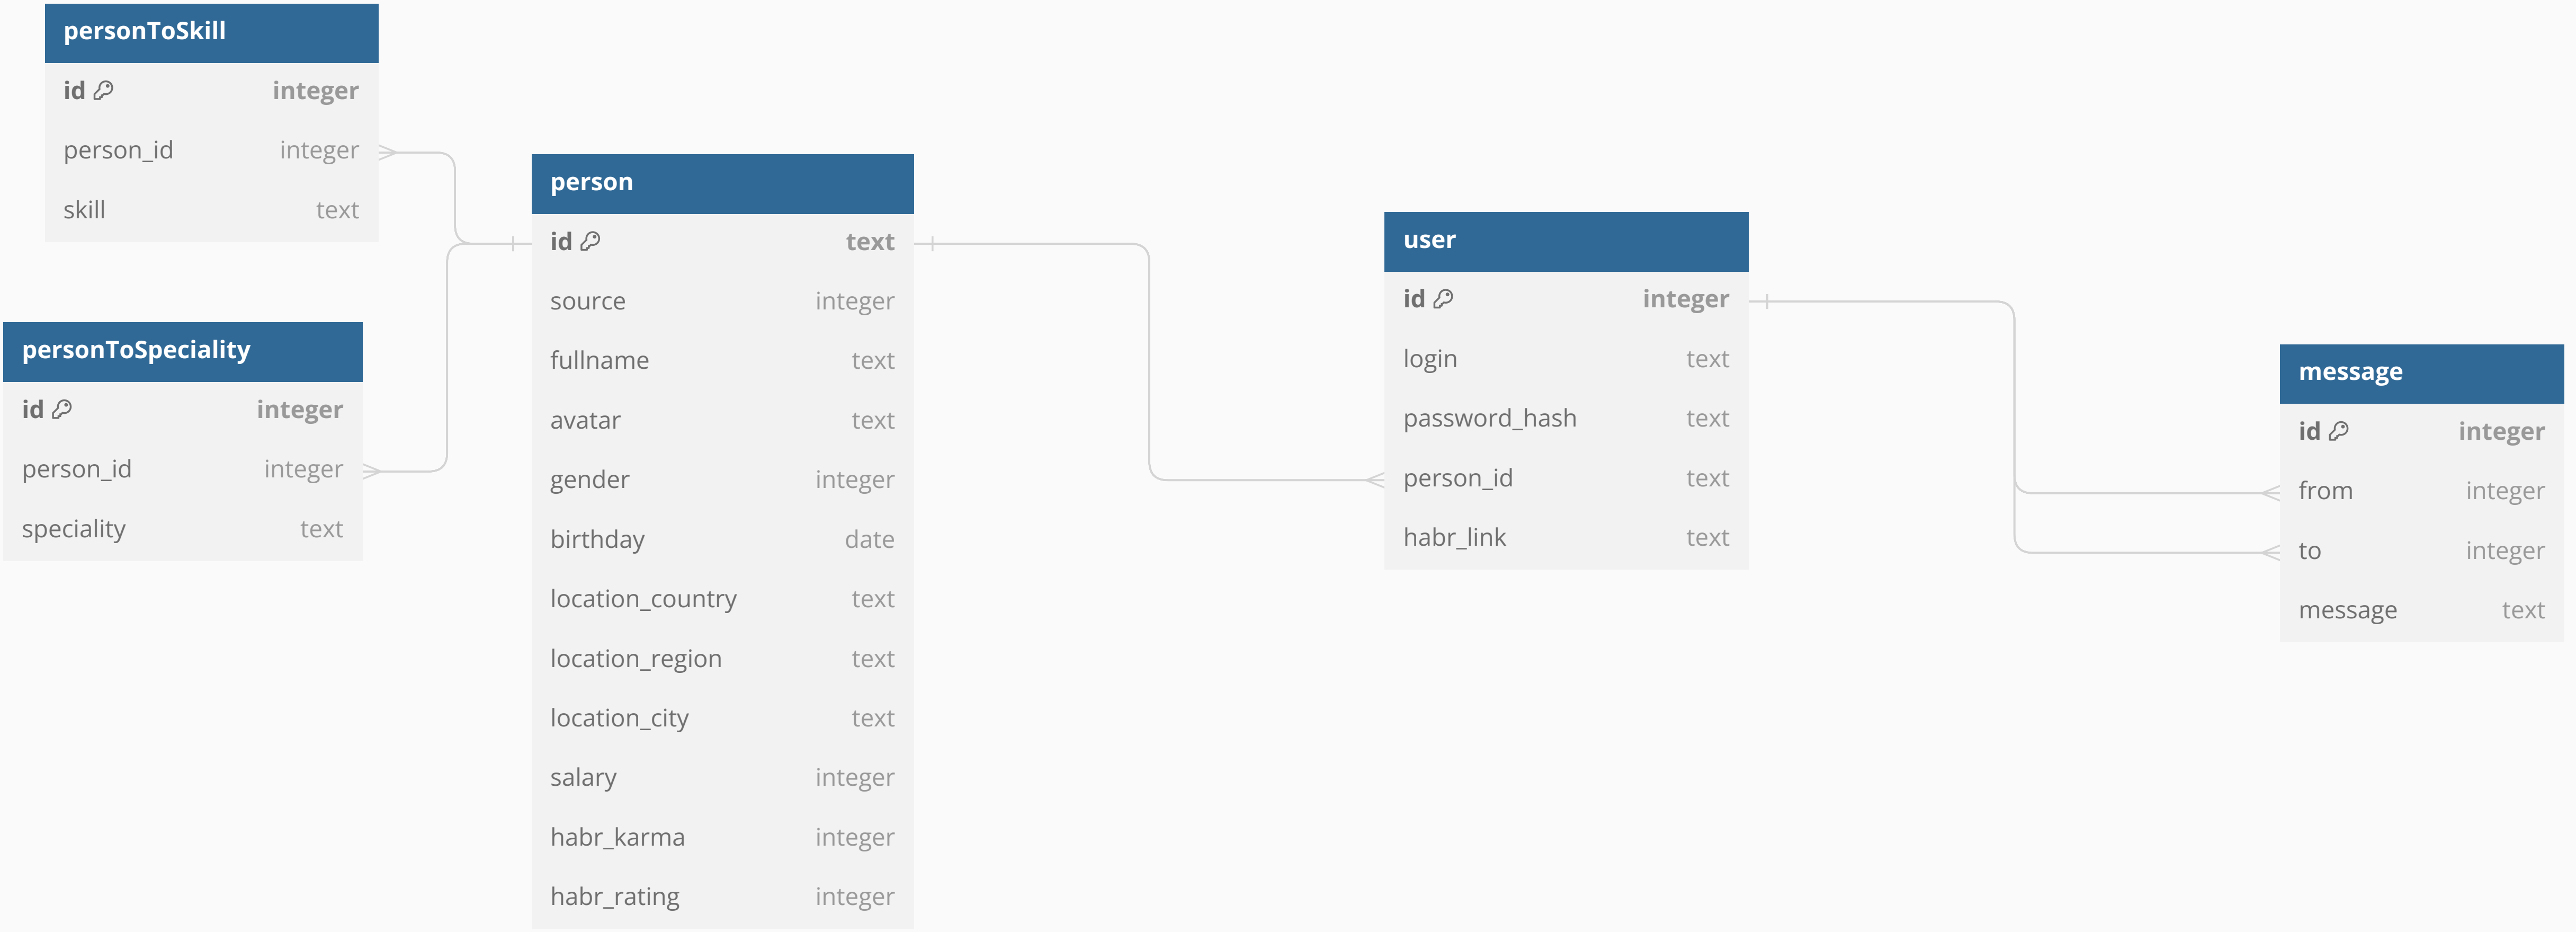 personToSkill
id integer
person_id integer
skill text
personToSpeciality
id integer
person_id integer
speciality text
person
id text
source integer
fullname text
avatar text
gender integer
birthday date
location_country text
location_region text
location_city text
salary integer
habr_karma integer
habr_rating integer
user
id integer
login text
password_hash text
person_id text
habr_link text
message
id integer
from integer
to integer
message text